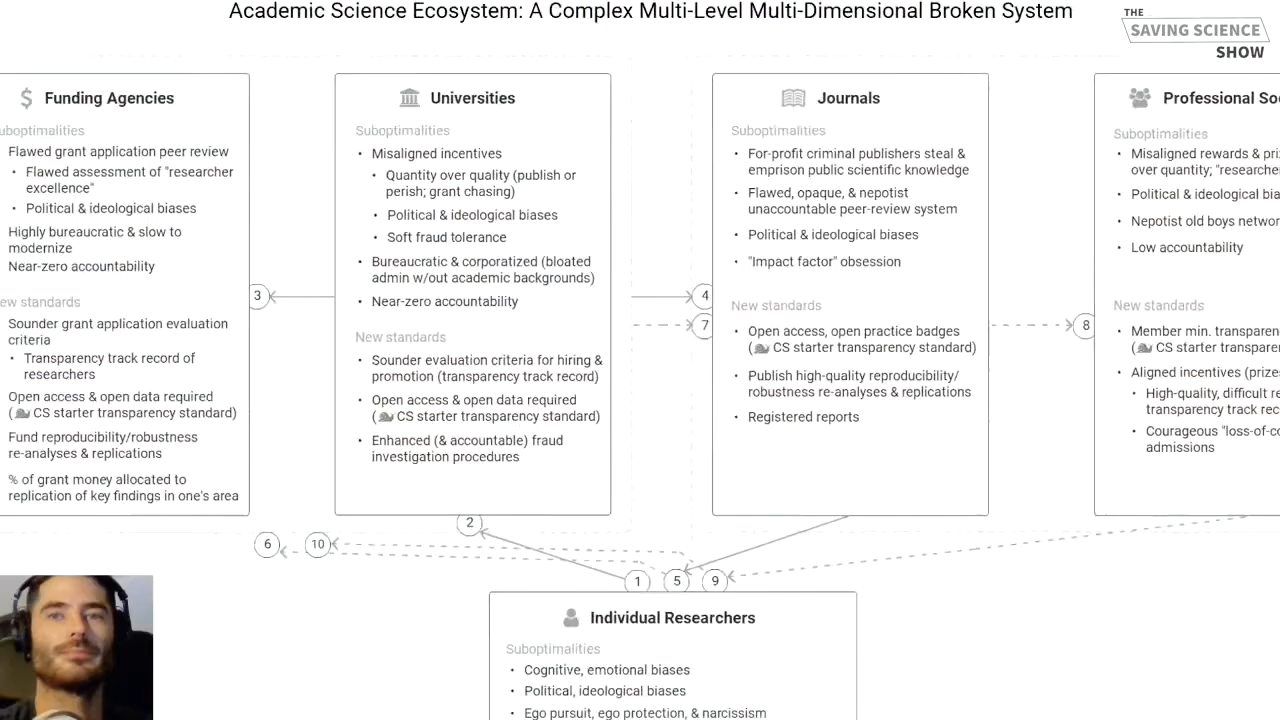 Academic Science Ecosystem: A Complex Multi-Level Multi-Dimensional Broken System
THE
SAVING SCIENCE
SHOW
Funding Agencies
uboptimalities
Flawed grant application peer review
• Flawed assessment of "researcher
excellence"
• Political & ideological biases
Highly bureaucratic & slow to
modernize
Near-zero accountability
ew standards
Sounder grant application evaluation
criteria
• Transparency track record of
researchers
Open access & open data required
( CS starter transparency standard)
Fund reproducibility/robustness
re-analyses & replications
% of grant money allocated to
replication of key findings in one's area
3
Universities
Suboptimalities
• Misaligned incentives
• Quantity over quality (publish or
perish; grant chasing)
• Political & ideological biases
• Soft fraud tolerance
• Bureaucratic & corporatized (bloated
admin w/out academic backgrounds)
• Near-zero accountability
New standards
• Sounder evaluation criteria for hiring &
promotion (transparency track record)
• Open access & open data required
( CS starter transparency standard)
• Enhanced (& accountable) fraud
investigation procedures
4
7
Journals
Suboptimalities
• For-profit criminal publishers steal &
emprison public scientific knowledge
• Flawed, opaque, & nepotist
unaccountable peer-review system
• Political & ideological biases
• "Impact factor" obsession
New standards
• Open access, open practice badges
( CS starter transparency standard)
• Publish high-quality reproducibility/
robustness re-analyses & replications
• Registered reports
8
Professional So
Suboptimalities
• Misaligned rewards & pri
over quantity; "researche
• Political & ideological bia
• Nepotist old boys networ
• Low accountability
New standards
• Member min. transparen
( CS starter transpare
• Aligned incentives (prize
• High-quality, difficult re
transparency track rec
• Courageous "loss-of-co
admissions
2
6
10
1
5
9
Individual Researchers
Suboptimalities
• Cognitive, emotional biases
• Political, ideological biases
• Ego pursuit, ego protection, & narcissism